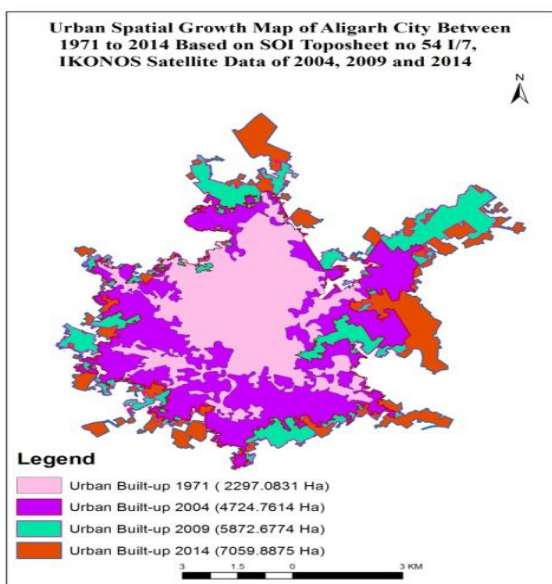 Urban Spatial Growth Map of Aligarh City Between
1971 to 2014 Based on SOI Toposheet no 54 I/7,
IKONOS Satellite Data of 2004, 2009 and 2014
N
Legend
Urban Built-up 1971 ( 2297.0831 Ha)
Urban Built-up 2004 (4724.7614 Ha)
Urban Built-up 2009 (5872.6774 Ha)
Urban Built-up 2014 (7059.8875 Ha)
3 1.5 0 3 KM